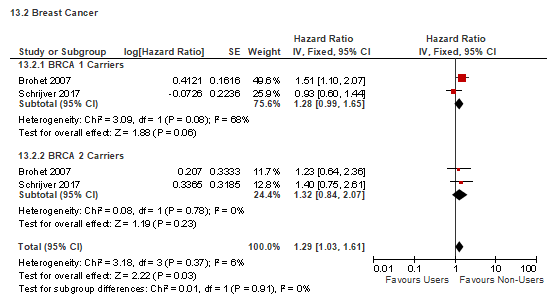 13.2 Breast Cancer
Hazard Ratio Hazard Ratio
Study or Subgroup log[Hazard Ratio] SE Weight IV, Fixed, 95% CI IV, Fixed, 95% CI
13.2.1 BRCA 1 Carriers
Brohet 2007 0.4121 0.1616 49.6% 1.51 [1.10, 2.07]
Schrijver 2017 -0.0726 0.2236 25.9% 0.93 [0.60, 1.44]
Subtotal (95% CI) 75.6% 1.28 [0.99, 1.65]
Heterogeneity: Chi² = 3.09, df = 1 (P = 0.08); I² = 68%
Test for overall effect: Z = 1.88 (P = 0.06)
13.2.2 BRCA 2 Carriers
Brohet 2007 0.207 0.3333 11.7% 1.23 [0.64, 2.36]
Schrijver 2017 0.3365 0.3185 12.8% 1.40 [0.75, 2.61]
Subtotal (95% CI) 24.4% 1.32 [0.84, 2.07]
Heterogeneity: Chi² = 0.08, df = 1 (P = 0.78); I² = 0%
Test for overall effect: Z = 1.19 (P = 0.23)
Total (95% CI) 100.0% 1.29 [1.03, 1.61]
Heterogeneity: Chi² = 3.18, df = 3 (P = 0.37); I² = 6%
Test for overall effect: Z = 2.22 (P = 0.03)
Test for subgroup differences: Chi² = 0.01, df = 1 (P = 0.91), I² = 0%
0.01 0.1 1 10 100
Favours Users Favours Non-Users